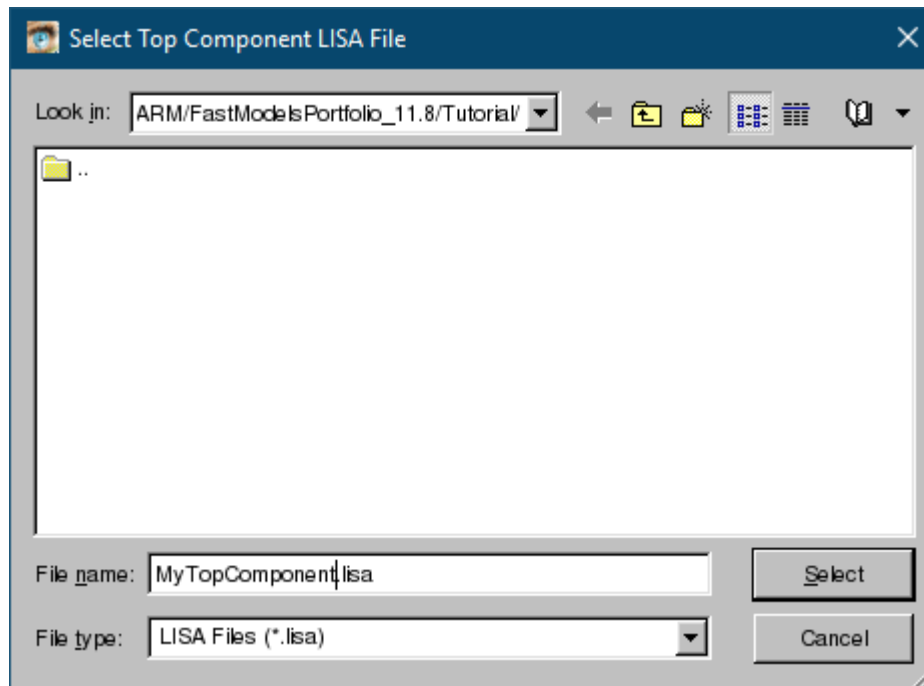 Select Top Component LISA File
Look in: ARM/FastModelsPortfolio_11.8/Tutorial/
..
File name: MyTopComponent.lisa Select
File type: LISA Files (*.lisa) Cancel